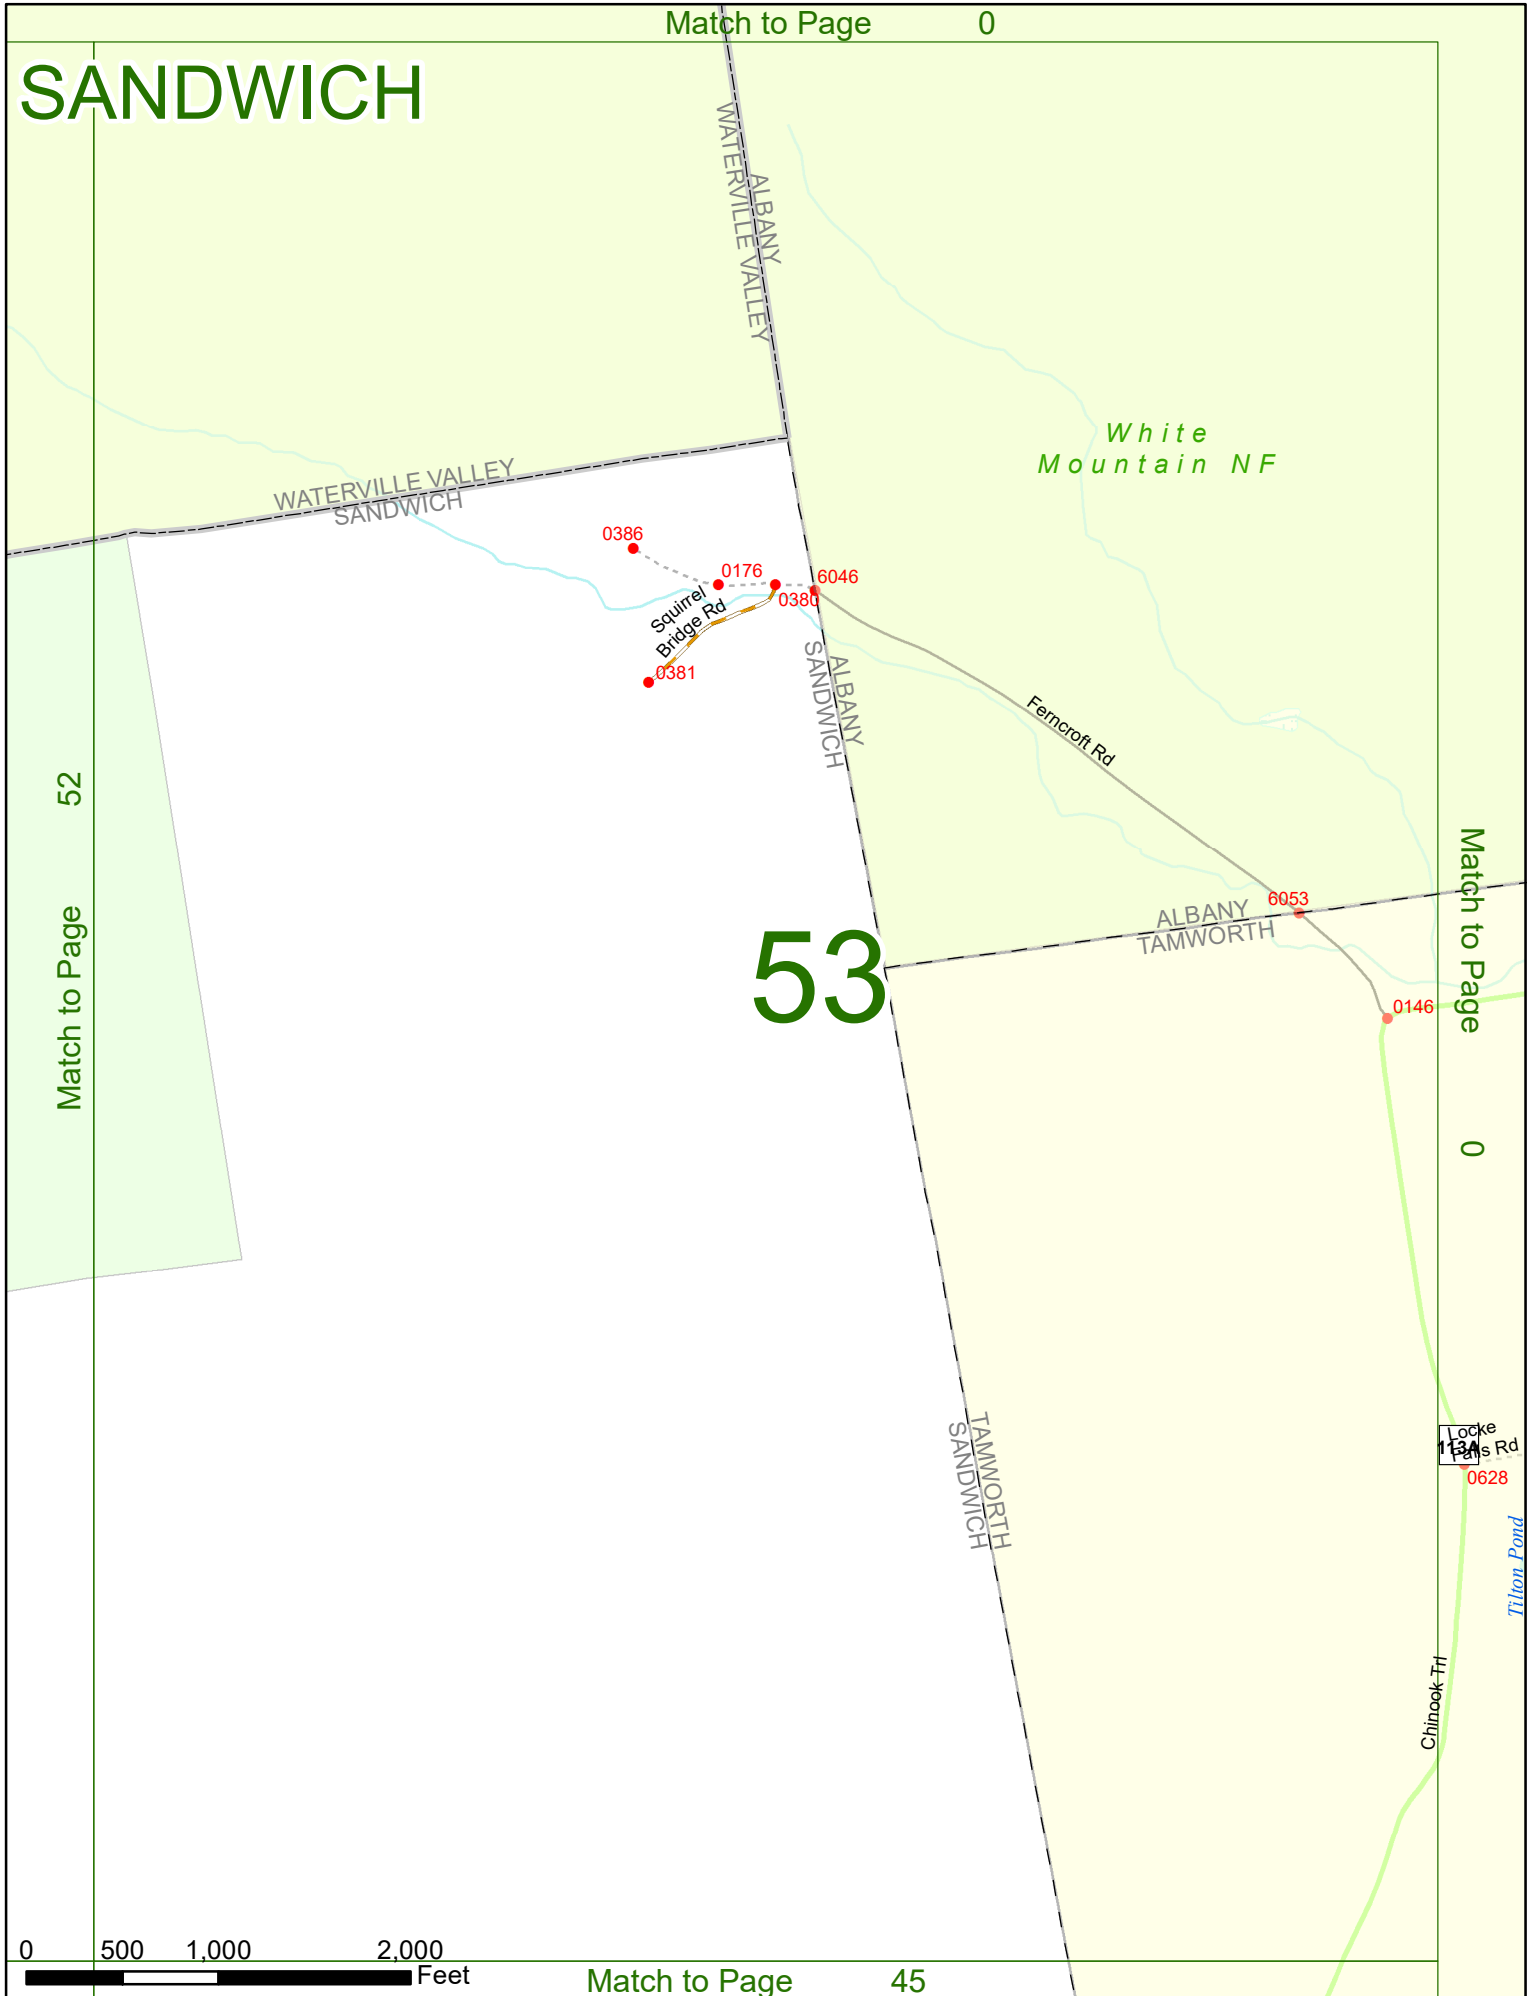 Match to Page 0
SANDWICH
WATERVILLE VALLEY
ALBANY
White
Mountain NF
WATERVILLE VALLEY
SANDWICH
0386
0176
6046
0380
Squirrel
Bridge Rd
0381
ALBANY
SANDWICH
Ferncroft Rd
Match to Page 52
Match to Page 0
6053
ALBANY
TAMWORTH
53
0146
TAMWORTH
SANDWICH
Locke
Falls Rd
113A
0628
Tilton Pond
Chinook Trl
0 500 1,000 2,000
Feet
Match to Page 45